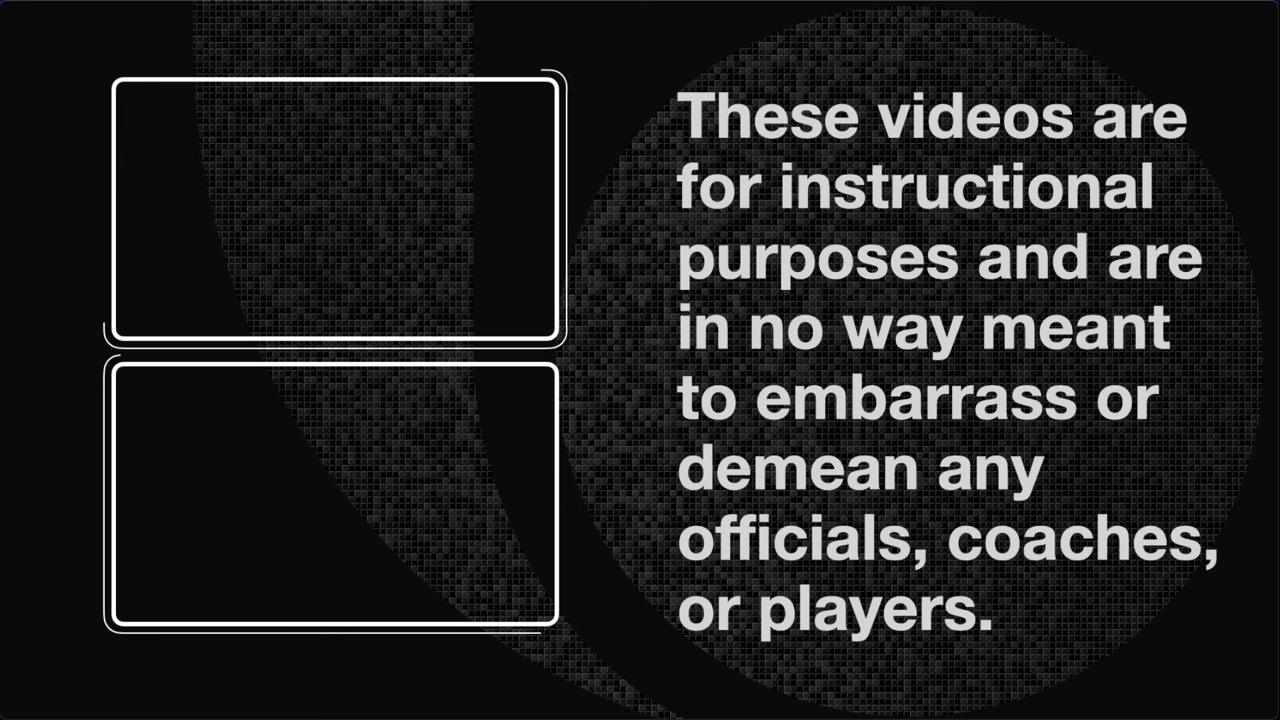 These videos are
for instructional
purposes and are
in no way meant
to embarrass or
demean any
officials, coaches,
or players.